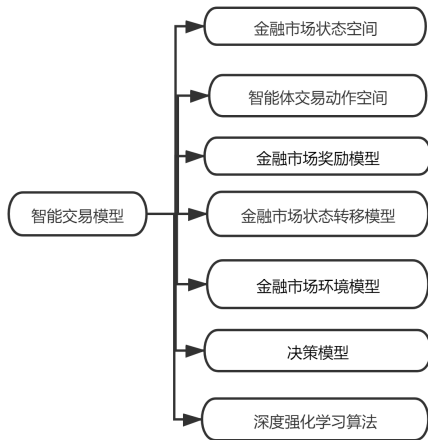 金融市场状态空间
智能体交易动作空间
金融市场奖励模型
智能交易模型
金融市场状态转移模型
金融市场环境模型
决策模型
深度强化学习算法